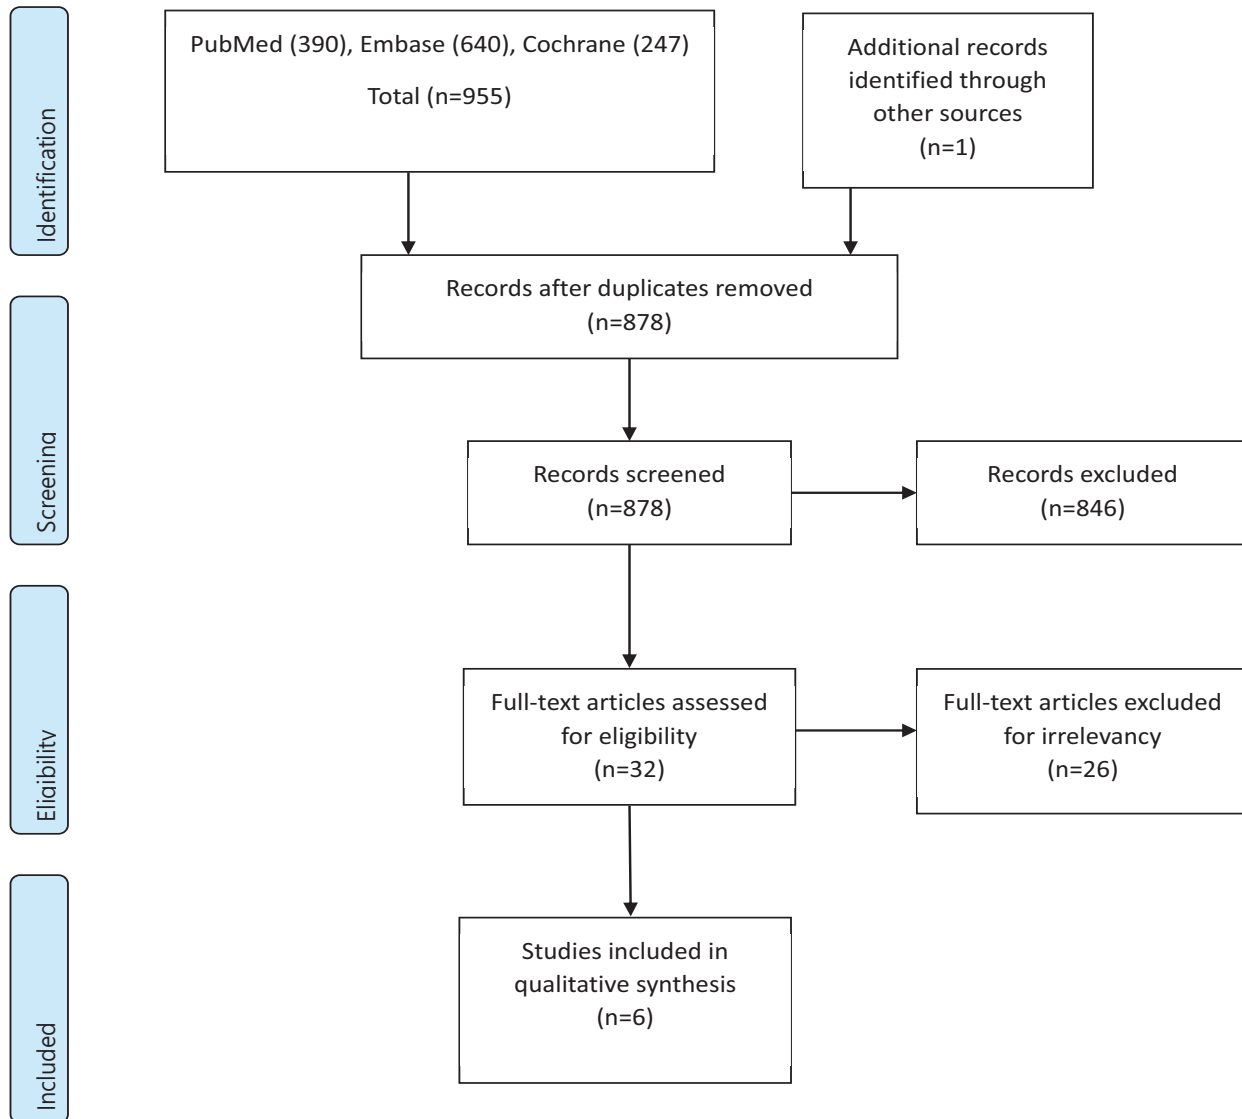 Identification
PubMed (390), Embase (640), Cochrane (247)
Total (n=955)
Additional records
identified through
other sources
(n=1)
Records after duplicates removed
(n=878)
Screening
Records screened
(n=878)
Records excluded
(n=846)
Eligibility
Full-text articles assessed
for eligibility
(n=32)
Full-text articles excluded
for irrelevancy
(n=26)
Included
Studies included in
qualitative synthesis
(n=6)